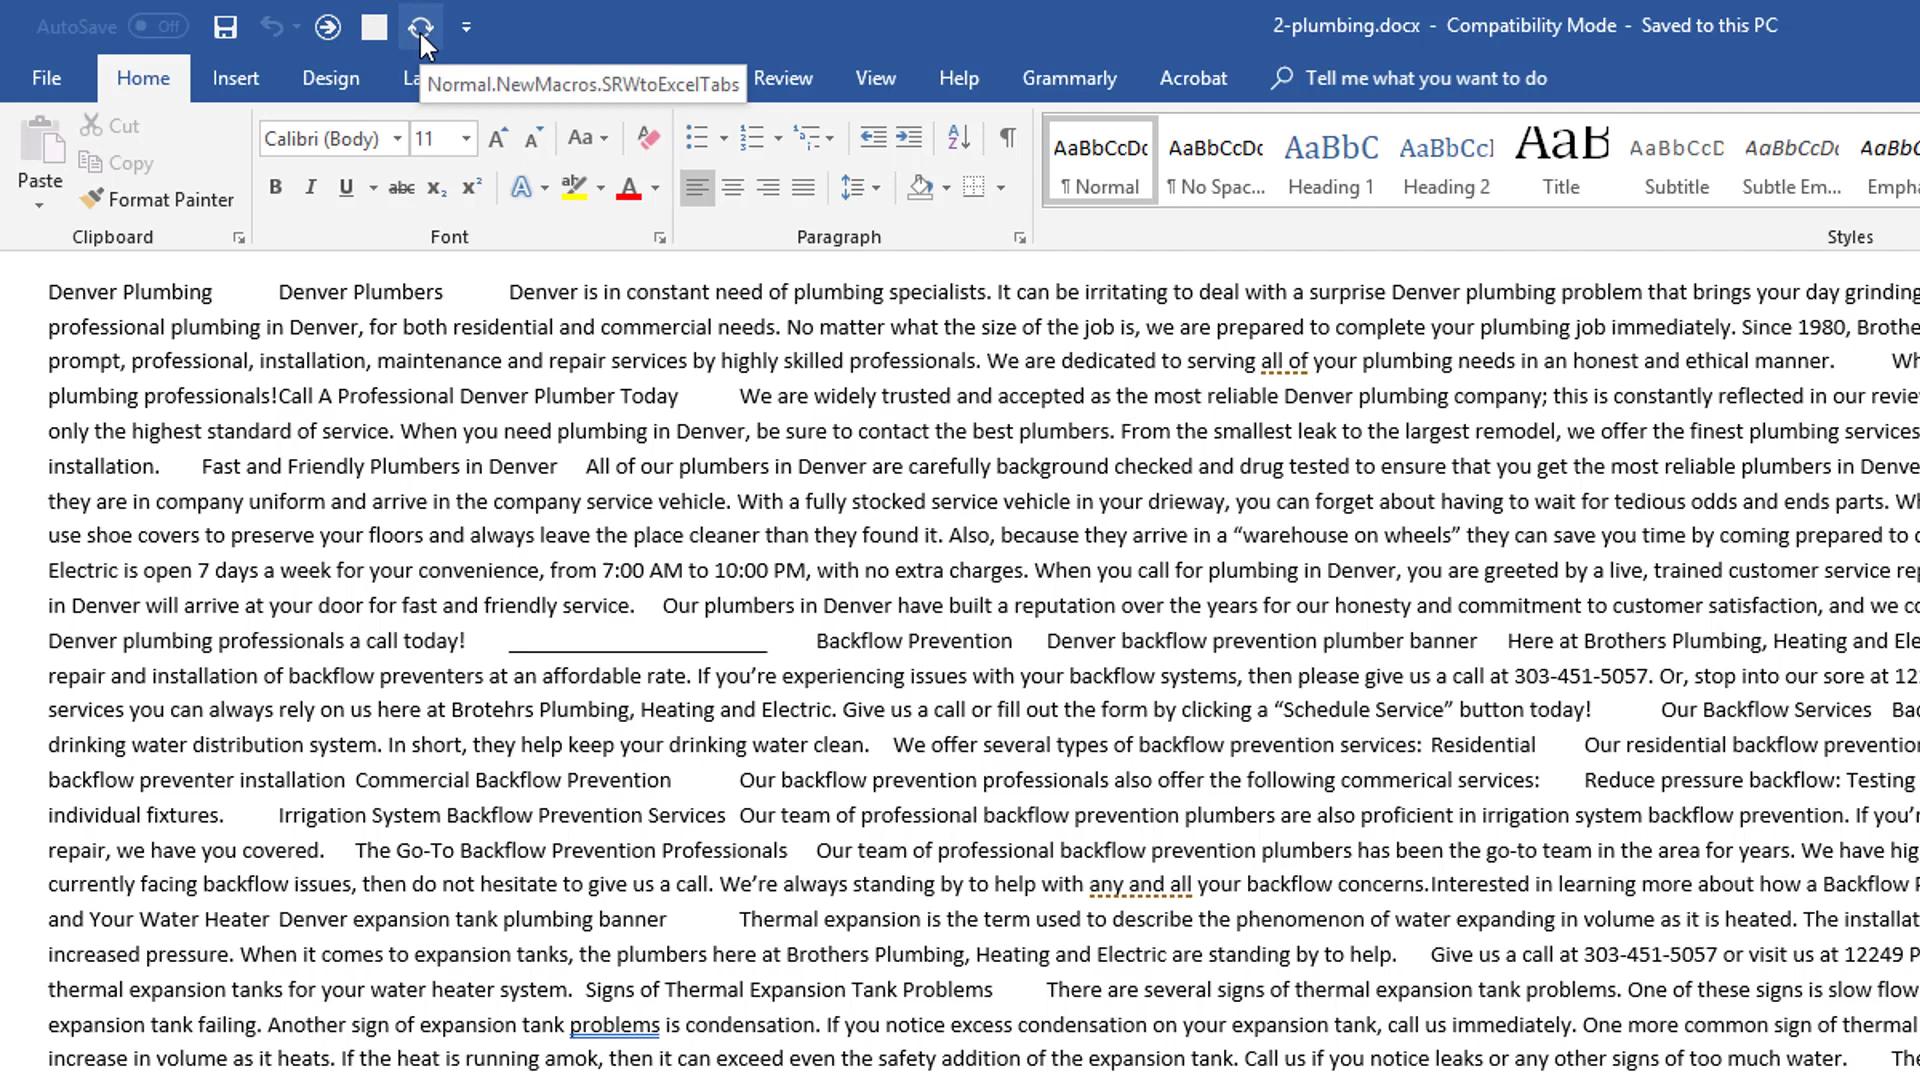 AutoSave Off 2-plumbing.docx - Compatibility Mode - Saved to this PC
File Home Insert Design La Review View Help Grammarly Acrobat Tell me what you want to do
Normal.NewMacros.SRWtoExcelTabs
Paste Cut Copy Format Painter
Calibri (Body) 11 Aa
B I U abc X₂ X² A ab A
AaBbCcDc AaBbCcDc AaBbC AaBbCcl AaB AaBbCcD AaBbCcDc AaBbC
¶ Normal ¶ No Spac... Heading 1 Heading 2 Title Subtitle Subtle Em... Empha
Clipboard Font Paragraph Styles
Denver Plumbing Denver Plumbers Denver is in constant need of plumbing specialists. It can be irritating to deal with a surprise Denver plumbing problem that brings your day grinding
professional plumbing in Denver, for both residential and commercial needs. No matter what the size of the job is, we are prepared to complete your plumbing job immediately. Since 1980, Brothe
prompt, professional, installation, maintenance and repair services by highly skilled professionals. We are dedicated to serving all of your plumbing needs in an honest and ethical manner. Wh
plumbing professionals!Call A Professional Denver Plumber Today We are widely trusted and accepted as the most reliable Denver plumbing company; this is constantly reflected in our revie
only the highest standard of service. When you need plumbing in Denver, be sure to contact the best plumbers. From the smallest leak to the largest remodel, we offer the finest plumbing services
installation. Fast and Friendly Plumbers in Denver All of our plumbers in Denver are carefully background checked and drug tested to ensure that you get the most reliable plumbers in Denve
they are in company uniform and arrive in the company service vehicle. With a fully stocked service vehicle in your drieway, you can forget about having to wait for tedious odds and ends parts. Wh
use shoe covers to preserve your floors and always leave the place cleaner than they found it. Also, because they arrive in a “warehouse on wheels” they can save you time by coming prepared to c
Electric is open 7 days a week for your convenience, from 7:00 AM to 10:00 PM, with no extra charges. When you call for plumbing in Denver, you are greeted by a live, trained customer service rep
in Denver will arrive at your door for fast and friendly service. Our plumbers in Denver have built a reputation over the years for our honesty and commitment to customer satisfaction, and we co
Denver plumbing professionals a call today! ______________________ Backflow Prevention Denver backflow prevention plumber banner Here at Brothers Plumbing, Heating and Ele
repair and installation of backflow preventers at an affordable rate. If you’re experiencing issues with your backflow systems, then please give us a call at 303-451-5057. Or, stop into our sore at 122
services you can always rely on us here at Brotehrs Plumbing, Heating and Electric. Give us a call or fill out the form by clicking a “Schedule Service” button today! Our Backflow Services Bac
drinking water distribution system. In short, they help keep your drinking water clean. We offer several types of backflow prevention services: Residential Our residential backflow prevention
backflow preventer installation Commercial Backflow Prevention Our backflow prevention professionals also offer the following commerical services: Reduce pressure backflow: Testing
individual fixtures. Irrigation System Backflow Prevention Services Our team of professional backflow prevention plumbers are also proficient in irrigation system backflow prevention. If you’r
repair, we have you covered. The Go-To Backflow Prevention Professionals Our team of professional backflow prevention plumbers has been the go-to team in the area for years. We have hig
currently facing backflow issues, then do not hesitate to give us a call. We’re always standing by to help with any and all your backflow concerns.Interested in learning more about how a Backflow P
and Your Water Heater Denver expansion tank plumbing banner Thermal expansion is the term used to describe the phenomenon of water expanding in volume as it is heated. The installat
increased pressure. When it comes to expansion tanks, the plumbers here at Brothers Plumbing, Heating and Electric are standing by to help. Give us a call at 303-451-5057 or visit us at 12249 P
thermal expansion tanks for your water heater system. Signs of Thermal Expansion Tank Problems There are several signs of thermal expansion tank problems. One of these signs is slow flow
expansion tank failing. Another sign of expansion tank problems is condensation. If you notice excess condensation on your expansion tank, call us immediately. One more common sign of thermal
increase in volume as it heats. If the heat is running amok, then it can exceed even the safety addition of the expansion tank. Call us if you notice leaks or any other signs of too much water. The